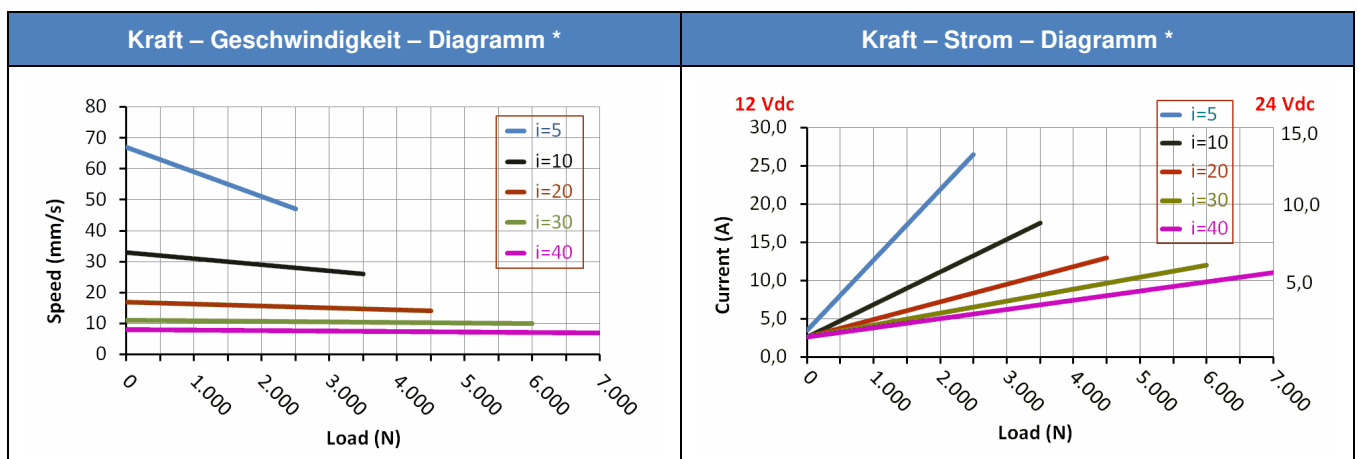 Kraft – Geschwindigkeit – Diagramm *
Kraft – Strom – Diagramm *
80
70
60
50
40
30
20
10
0
Speed (mm/s)
i=5
i=10
i=20
i=30
i=40
0
1.000
2.000
3.000
4.000
5.000
6.000
7.000
Load (N)
12 Vdc
24 Vdc
30,0
25,0
20,0
15,0
10,0
5,0
0,0
Current (A)
i=5
i=10
i=20
i=30
i=40
15,0
10,0
5,0
0
1.000
2.000
3.000
4.000
5.000
6.000
7.000
Load (N)